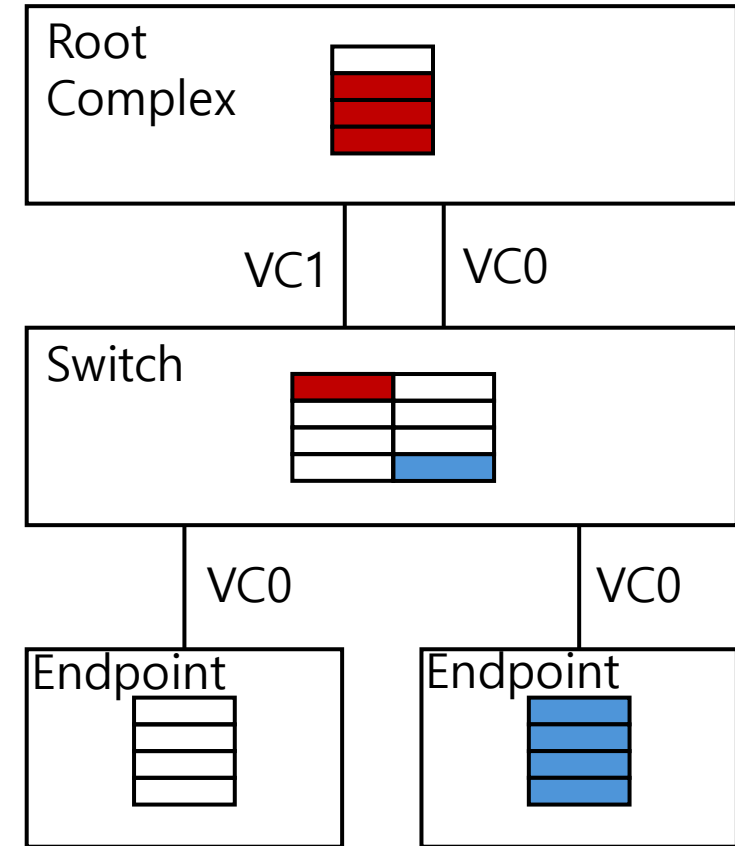 Root
Complex
VC1
VC0
Switch
VC0
VC0
Endpoint
Endpoint